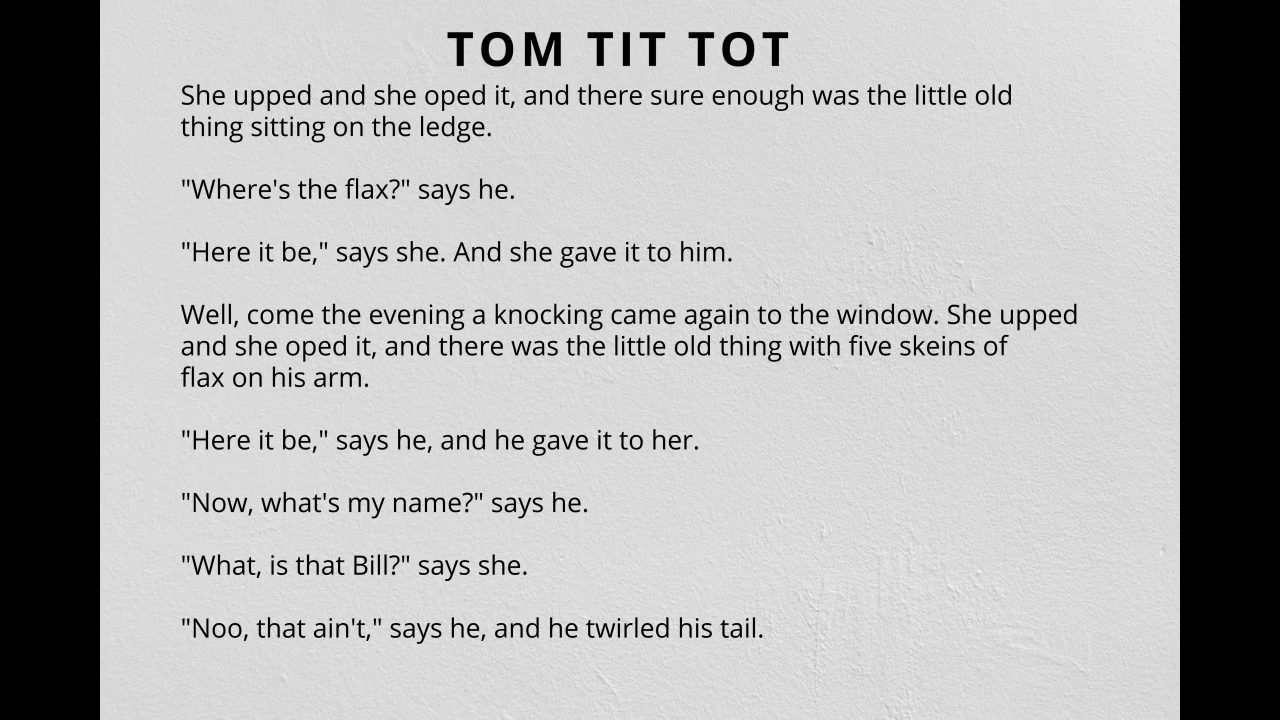 TOM TIT TOT
She upped and she oped it, and there sure enough was the little old
thing sitting on the ledge.
"Where's the flax?" says he.
"Here it be," says she. And she gave it to him.
Well, come the evening a knocking came again to the window. She upped
and she oped it, and there was the little old thing with five skeins of
flax on his arm.
"Here it be," says he, and he gave it to her.
"Now, what's my name?" says he.
"What, is that Bill?" says she.
"Noo, that ain't," says he, and he twirled his tail.